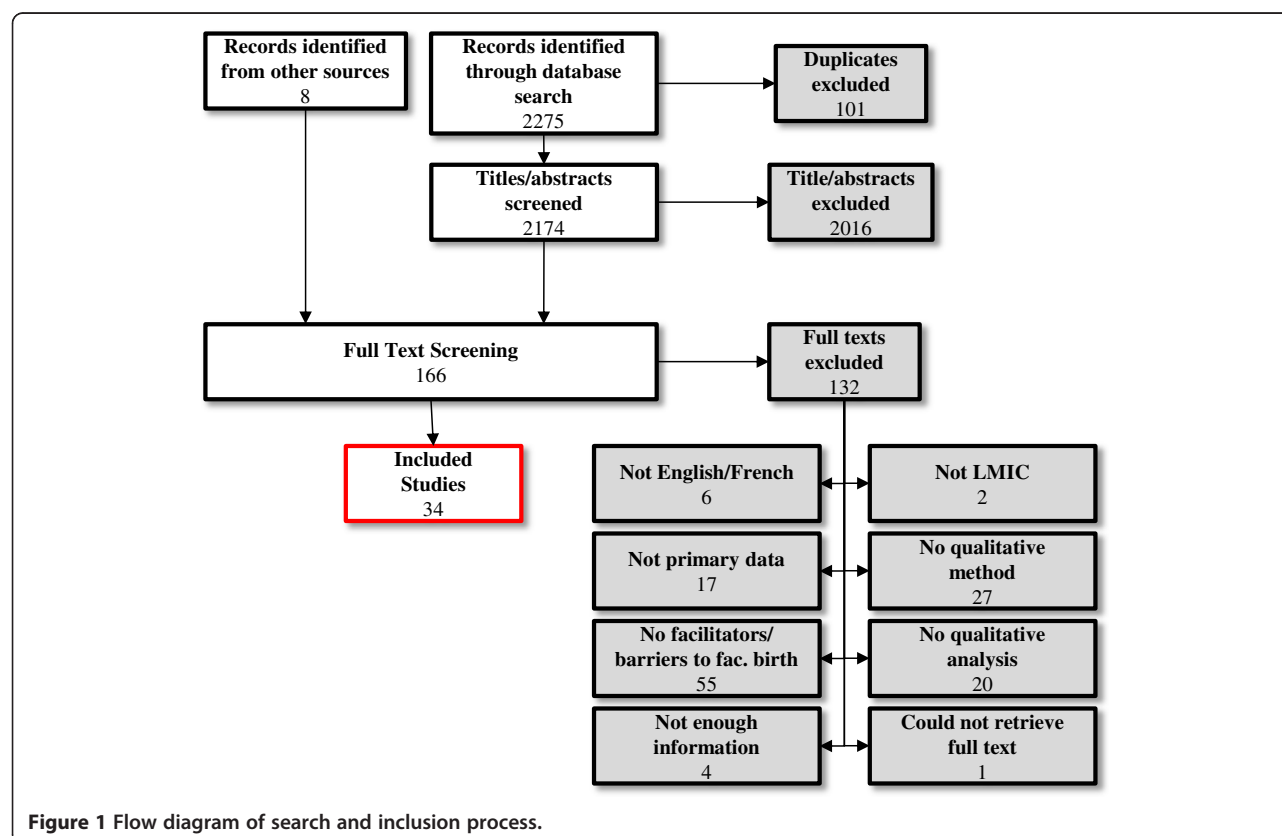 Records identified
from other sources
8
Records identified
through database
search
2275
Duplicates
excluded
101
Titles/abstracts
screened
2174
Title/abstracts
excluded
2016
Full Text Screening
166
Full texts
excluded
132
Included
Studies
34
Not English/French
6
Not LMIC
2
Not primary data
17
No qualitative
method
27
No facilitators/
barriers to fac. birth
55
No qualitative
analysis
20
Not enough
information
4
Could not retrieve
full text
1
Figure 1 Flow diagram of search and inclusion process.